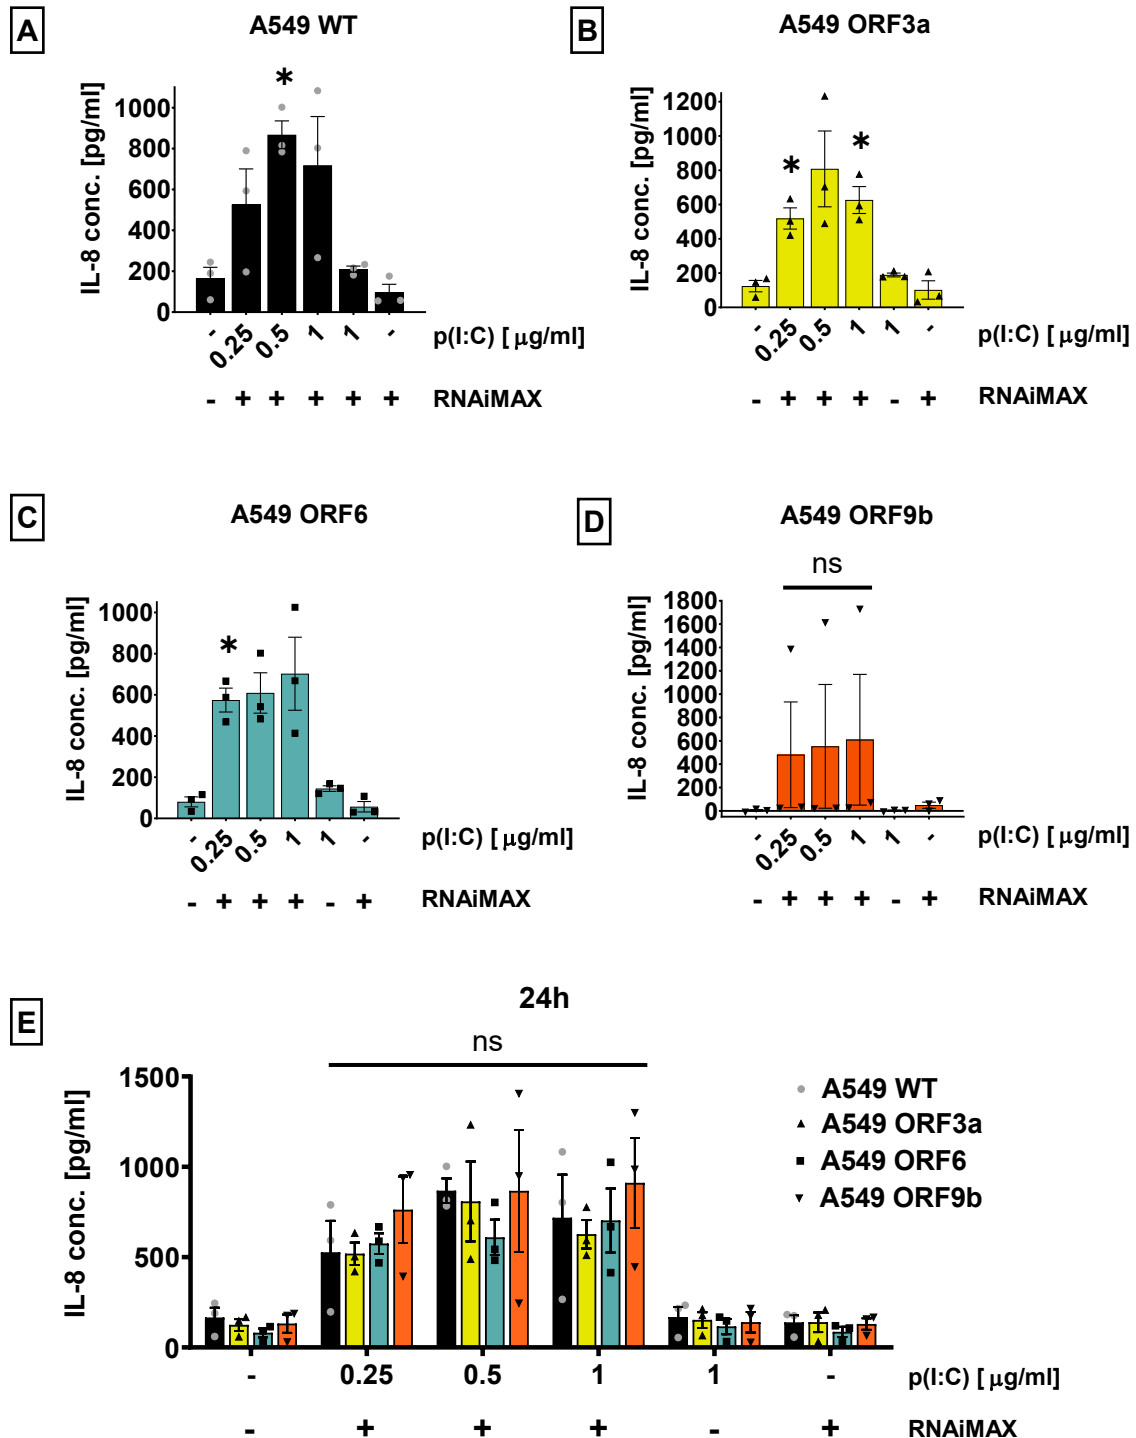 A
A549 WT
*
IL-8 conc. [pg/ml]
1000
800
600
400
200
0
- 0.25 0.5 1 1 - p(I:C) [ μg/ml]
- + + + + + RNAiMAX
B
A549 ORF3a
* *
IL-8 conc. [pg/ml]
1200
1000
800
600
400
200
0
- 0.25 0.5 1 1 - p(I:C) [ μg/ml]
- + + + - + RNAiMAX
C
A549 ORF6
*
IL-8 conc. [pg/ml]
1000
800
600
400
200
0
- 0.25 0.5 1 1 - p(I:C) [ μg/ml]
- + + + - + RNAiMAX
D
A549 ORF9b
ns
IL-8 conc. [pg/ml]
1800
1600
1400
1200
1000
800
600
400
200
0
- 0.25 0.5 1 1 - p(I:C) [ μg/ml]
- + + + - + RNAiMAX
E
24h
ns
IL-8 conc. [pg/ml]
1500
1000
500
0
A549 WT
A549 ORF3a
A549 ORF6
A549 ORF9b
- 0.25 0.5 1 1 - p(I:C) [ μg/ml]
- + + + - + RNAiMAX